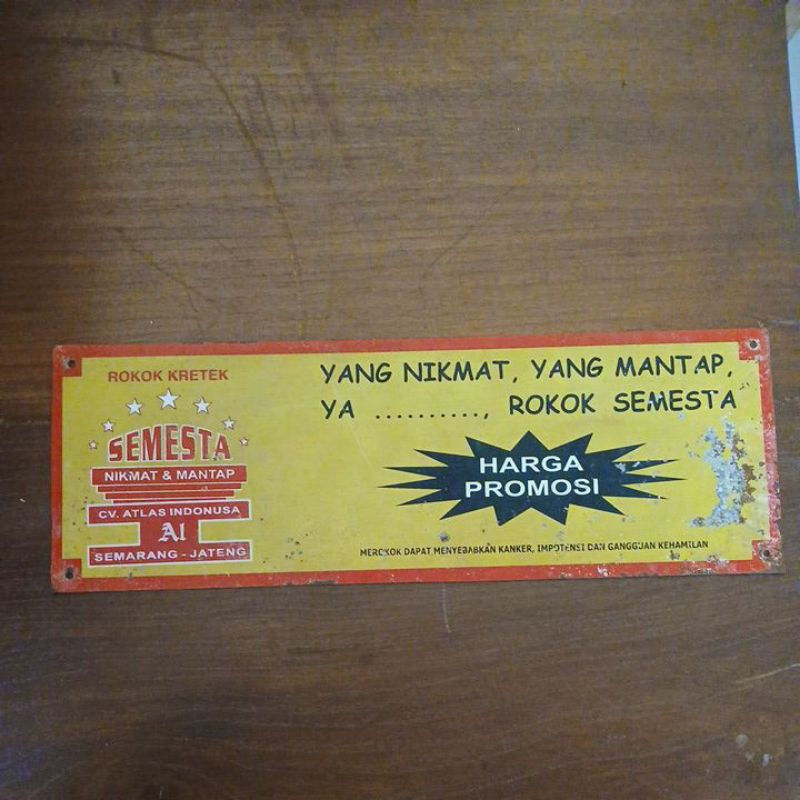 ROKOK KRETEK
SEMESTA
NIKMAT & MANTAP
CV. ATLAS INDONUSA
AI
SEMARANG - JATENG
YANG NIKMAT, YANG MANTAP,
YA .........., ROKOK SEMESTA
HARGA
PROMOSI
MEROKOK DAPAT MENYEBABKAN KANKER, IMPOTENSI DAN GANGGUAN KEHAMILAN